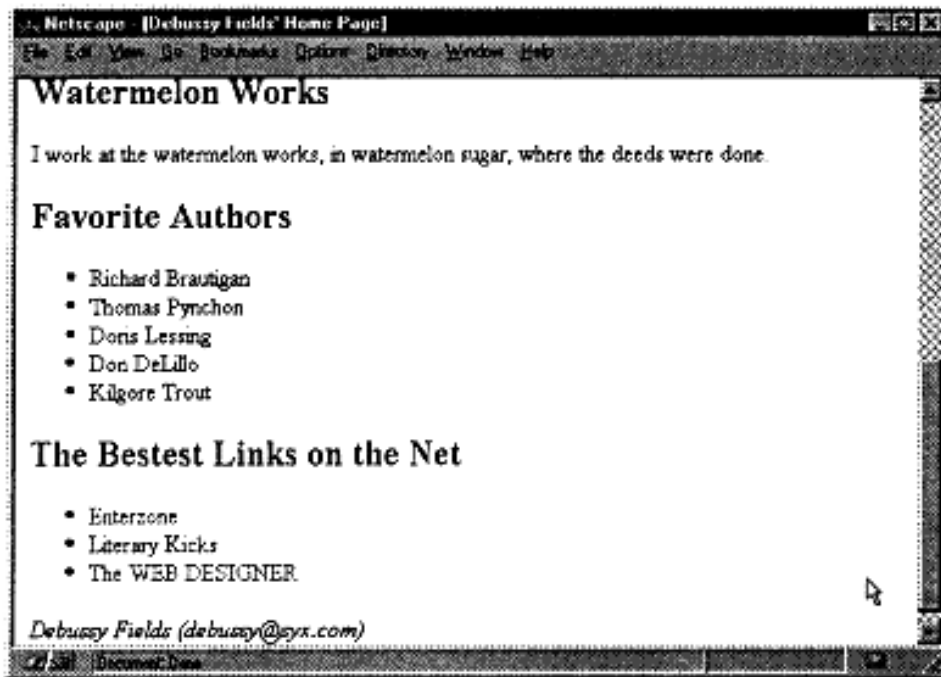 Netscape - [Debussy Fields' Home Page]
File Edit View Go Bookmarks Options Directory Window Help
Watermelon Works
I work at the watermelon works, in watermelon sugar, where the deeds were done.
Favorite Authors
• Richard Brautigan
• Thomas Pynchon
• Doris Lessing
• Don DeLillo
• Kilgore Trout
The Bestest Links on the Net
• Enterzone
• Literary Kicks
• The WEB DESIGNER
Debussy Fields (debussy@syx.com)
Document: Done